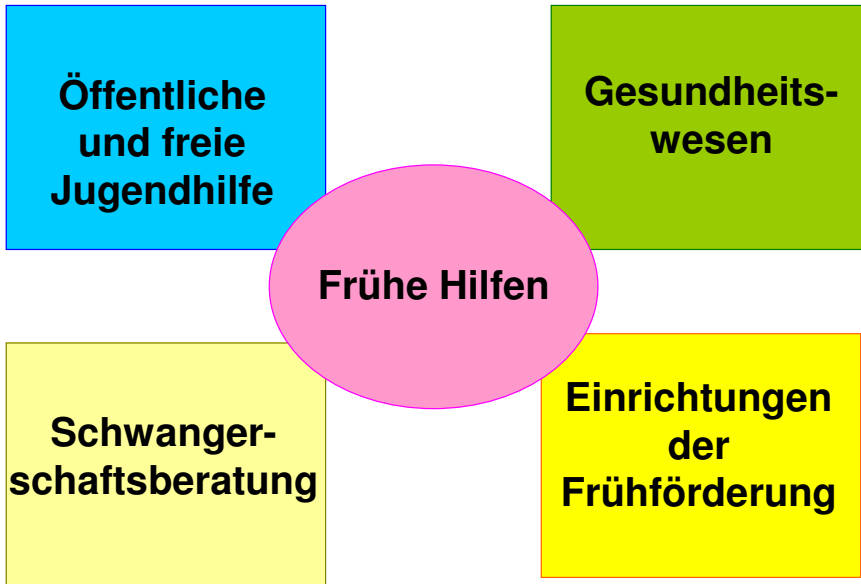 Öffentliche
und freie
Jugendhilfe
Gesundheits-
wesen
Frühe Hilfen
Schwanger-
schaftsberatung
Einrichtungen
der
Frühförderung